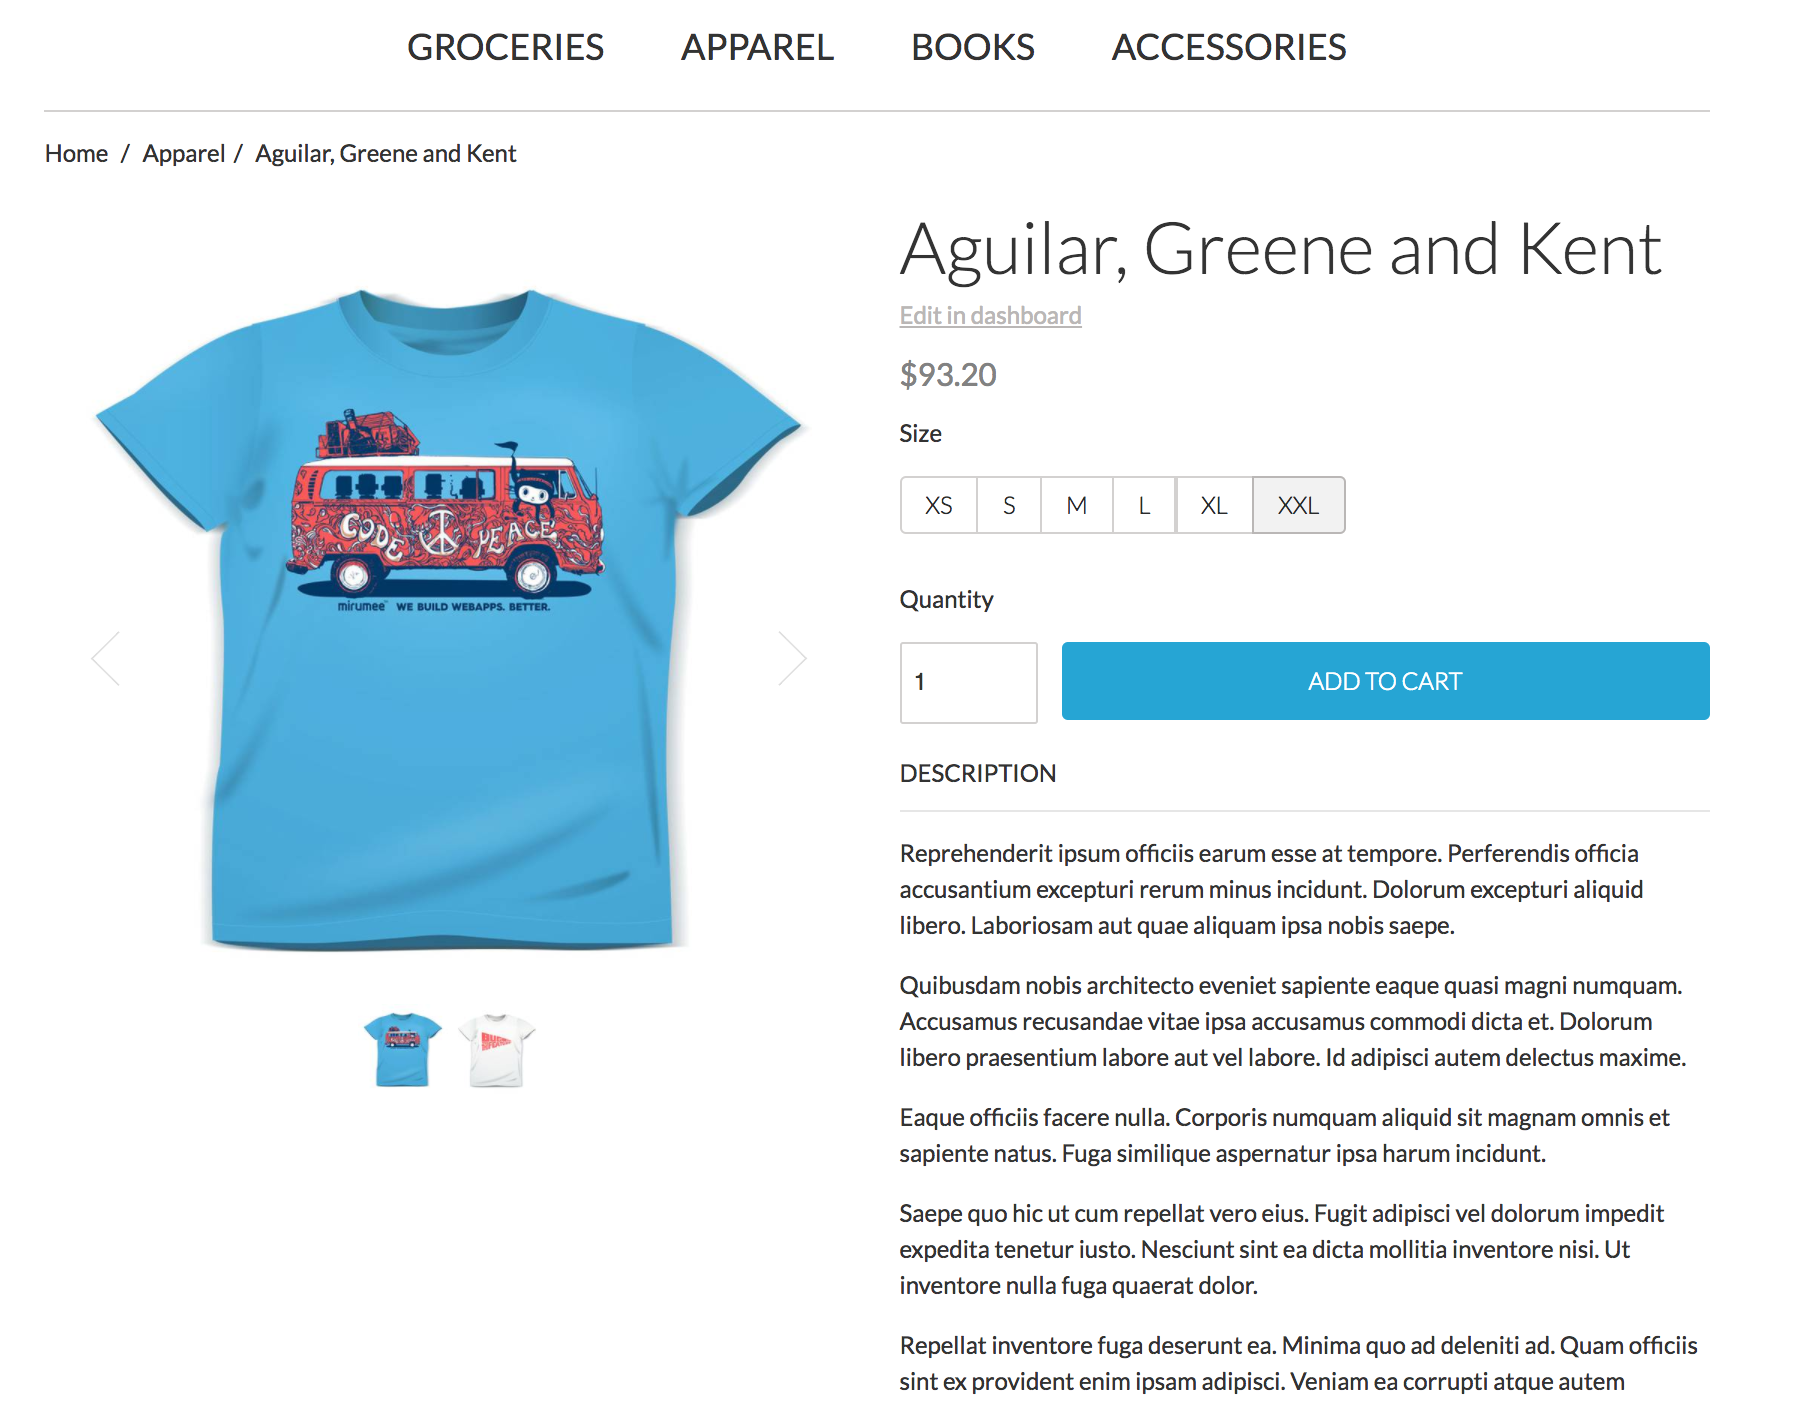 GROCERIES APPAREL BOOKS ACCESSORIES
Home / Apparel / Aguilar, Greene and Kent
CODE PEACE
mirumee™ WE BUILD WEBAPPS. BETTER.
Aguilar, Greene and Kent
Edit in dashboard
$93.20
Size
XS S M L XL XXL
Quantity
1 ADD TO CART
DESCRIPTION
Reprehenderit ipsum officiis earum esse at tempore. Perferendis officia
accusantium excepturi rerum minus incidunt. Dolorum excepturi aliquid
libero. Laboriosam aut quae aliquam ipsa nobis saepe.
Quibusdam nobis architecto eveniet sapiente eaque quasi magni numquam.
Accusamus recusandae vitae ipsa accusamus commodi dicta et. Dolorum
libero praesentium labore aut vel labore. Id adipisci autem delectus maxime.
Eaque officiis facere nulla. Corporis numquam aliquid sit magnam omnis et
sapiente natus. Fuga similique aspernatur ipsa harum incidunt.
Saepe quo hic ut cum repellat vero eius. Fugit adipisci vel dolorum impedit
expedita tenetur iusto. Nesciunt sint ea dicta mollitia inventore nisi. Ut
inventore nulla fuga quaerat dolor.
Repellat inventore fuga deserunt ea. Minima quo ad deleniti ad. Quam officiis
sint ex provident enim ipsam adipisci. Veniam ea corrupti atque autem